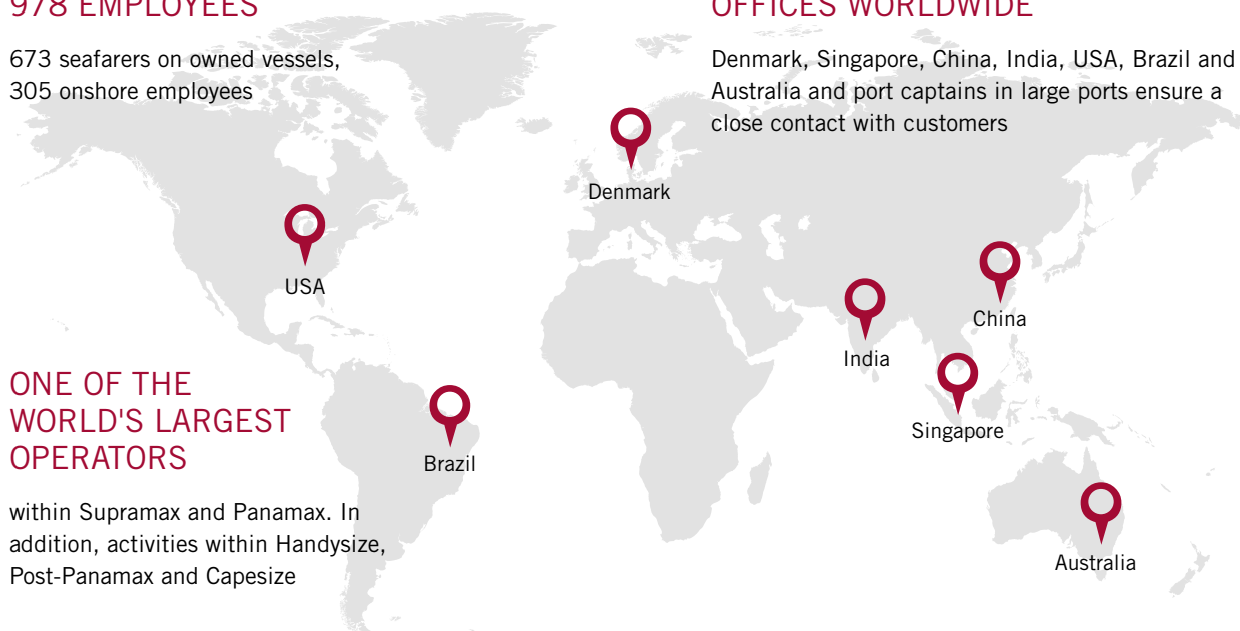 978 EMPLOYEES
673 seafarers on owned vessels,
305 onshore employees
OFFICES WORLDWIDE
Denmark, Singapore, China, India, USA, Brazil and
Australia and port captains in large ports ensure a
close contact with customers
Denmark
USA
China
India
Singapore
Brazil
Australia
ONE OF THE
WORLD'S LARGEST
OPERATORS
within Supramax and Panamax. In
addition, activities within Handysize,
Post-Panamax and Capesize